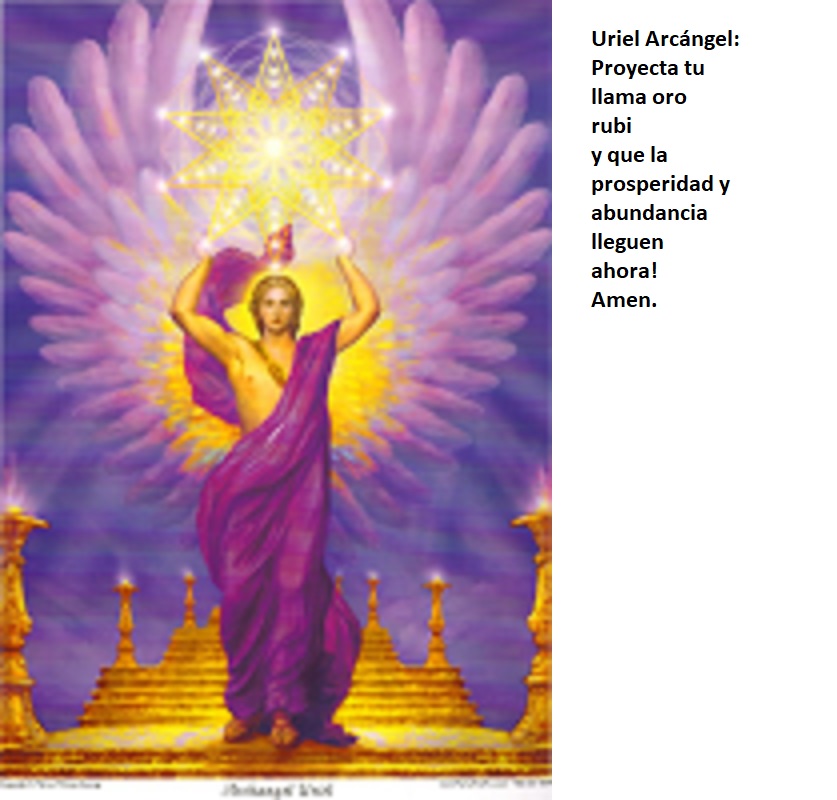 Uriel Arcángel:
Proyecta tu
llama oro
rubi
y que la
prosperidad y
abundancia
lleguen
ahora!
Amen.